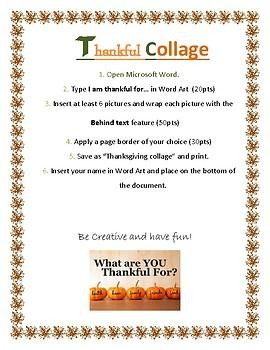 Thankful Collage
1. Open Microsoft Word.
2. Type I am thankful for... in Word Art (20pts)
3. Insert at least 6 pictures and wrap each picture with the
Behind text feature (50pts)
4. Apply a page border of your choice (30pts)
5. Save as “Thanksgiving collage” and print.
6. Insert your name in Word Art and place on the bottom of
the document.
Be Creative and have fun!
What are YOU
Thankful For?